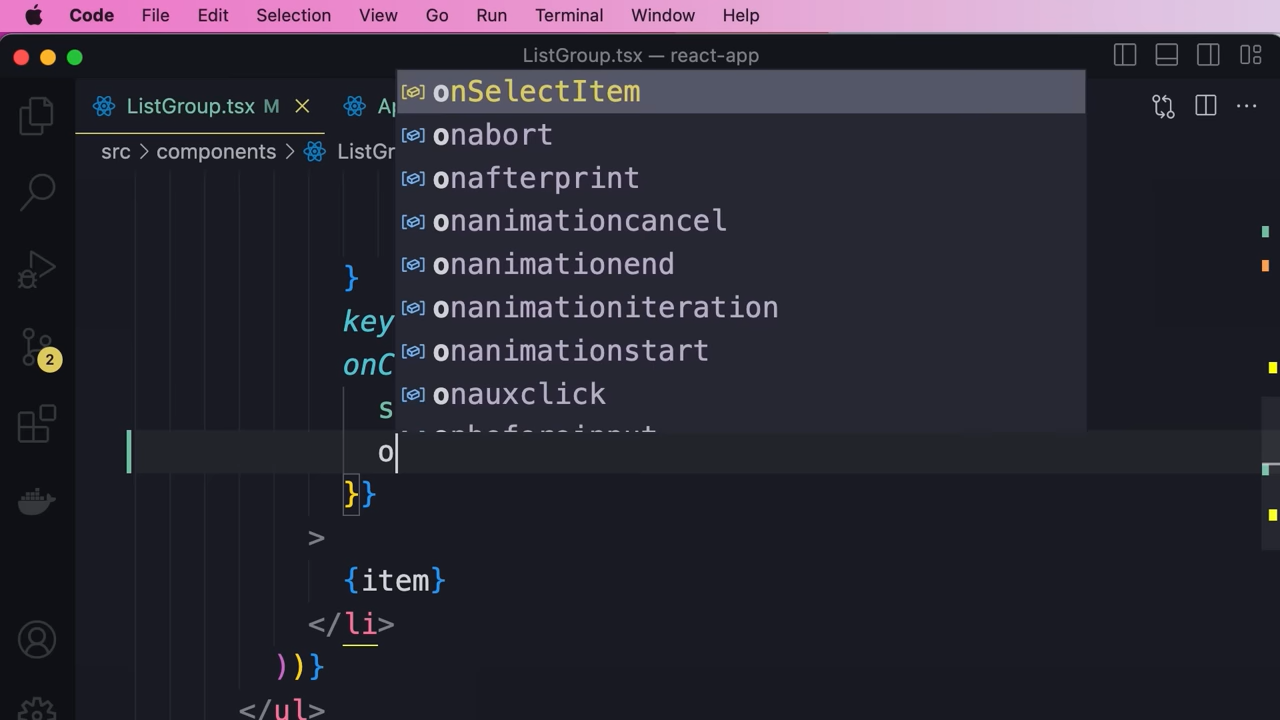 Code File Edit Selection View Go Run Terminal Window Help
ListGroup.tsx — react-app
ListGroup.tsx M
src > components > ListGr
onSelectItem
onabort
onafterprint
onanimationcancel
onanimationend
onanimationiteration
onanimationstart
onauxclick
}
key
onC
s
o
}}
>
{item}
</li>
))}
</ul>
2